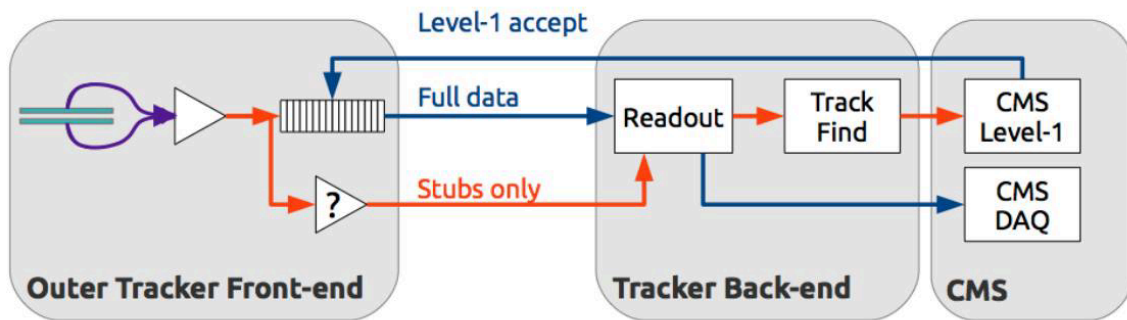 Level-1 accept
Full data
Readout
Track
Find
CMS
Level-1
?
Stubs only
CMS
DAQ
Outer Tracker Front-end
Tracker Back-end
CMS